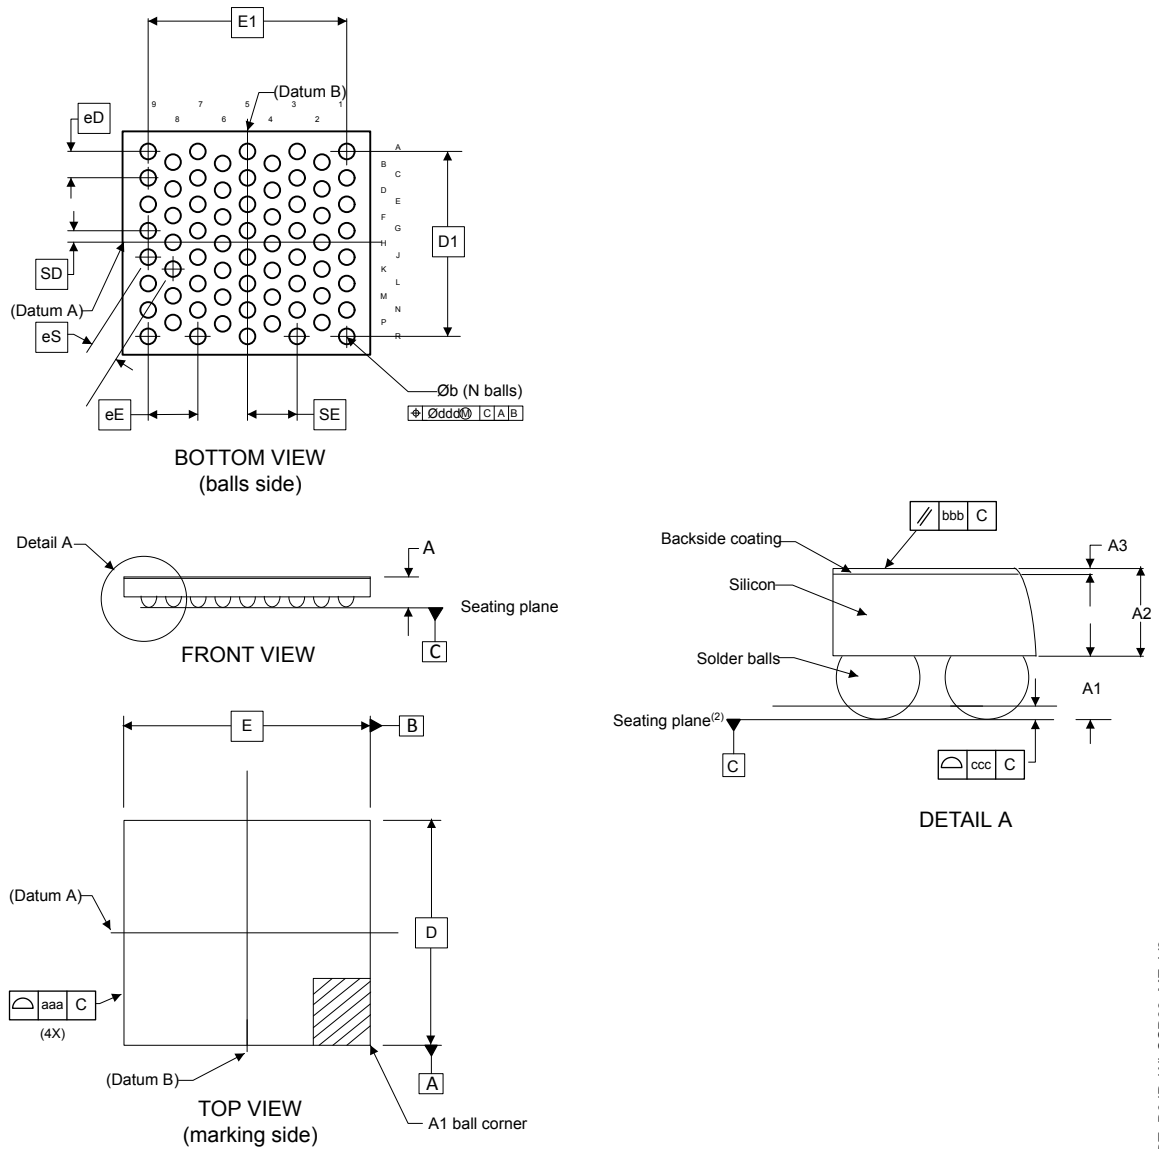 E1
(Datum B)
9 7 5 3 1
8 6 4 2
eD
A
B
C
D
E
F
G
H
J
K
L
M
N
P
R
D1
SD
(Datum A)
eS
Øb (N balls)
⌖ Øddd Ⓜ C A B
eE
SE
BOTTOM VIEW
(balls side)
Detail A
A
Seating plane
C
FRONT VIEW
bbb C
Backside coating
A3
Silicon
A2
Solder balls
A1
Seating plane(2)
C
ccc C
DETAIL A
E
B
(Datum A)
D
aaa C
(4X)
(Datum B)
A
TOP VIEW
(marking side)
A1 ball corner